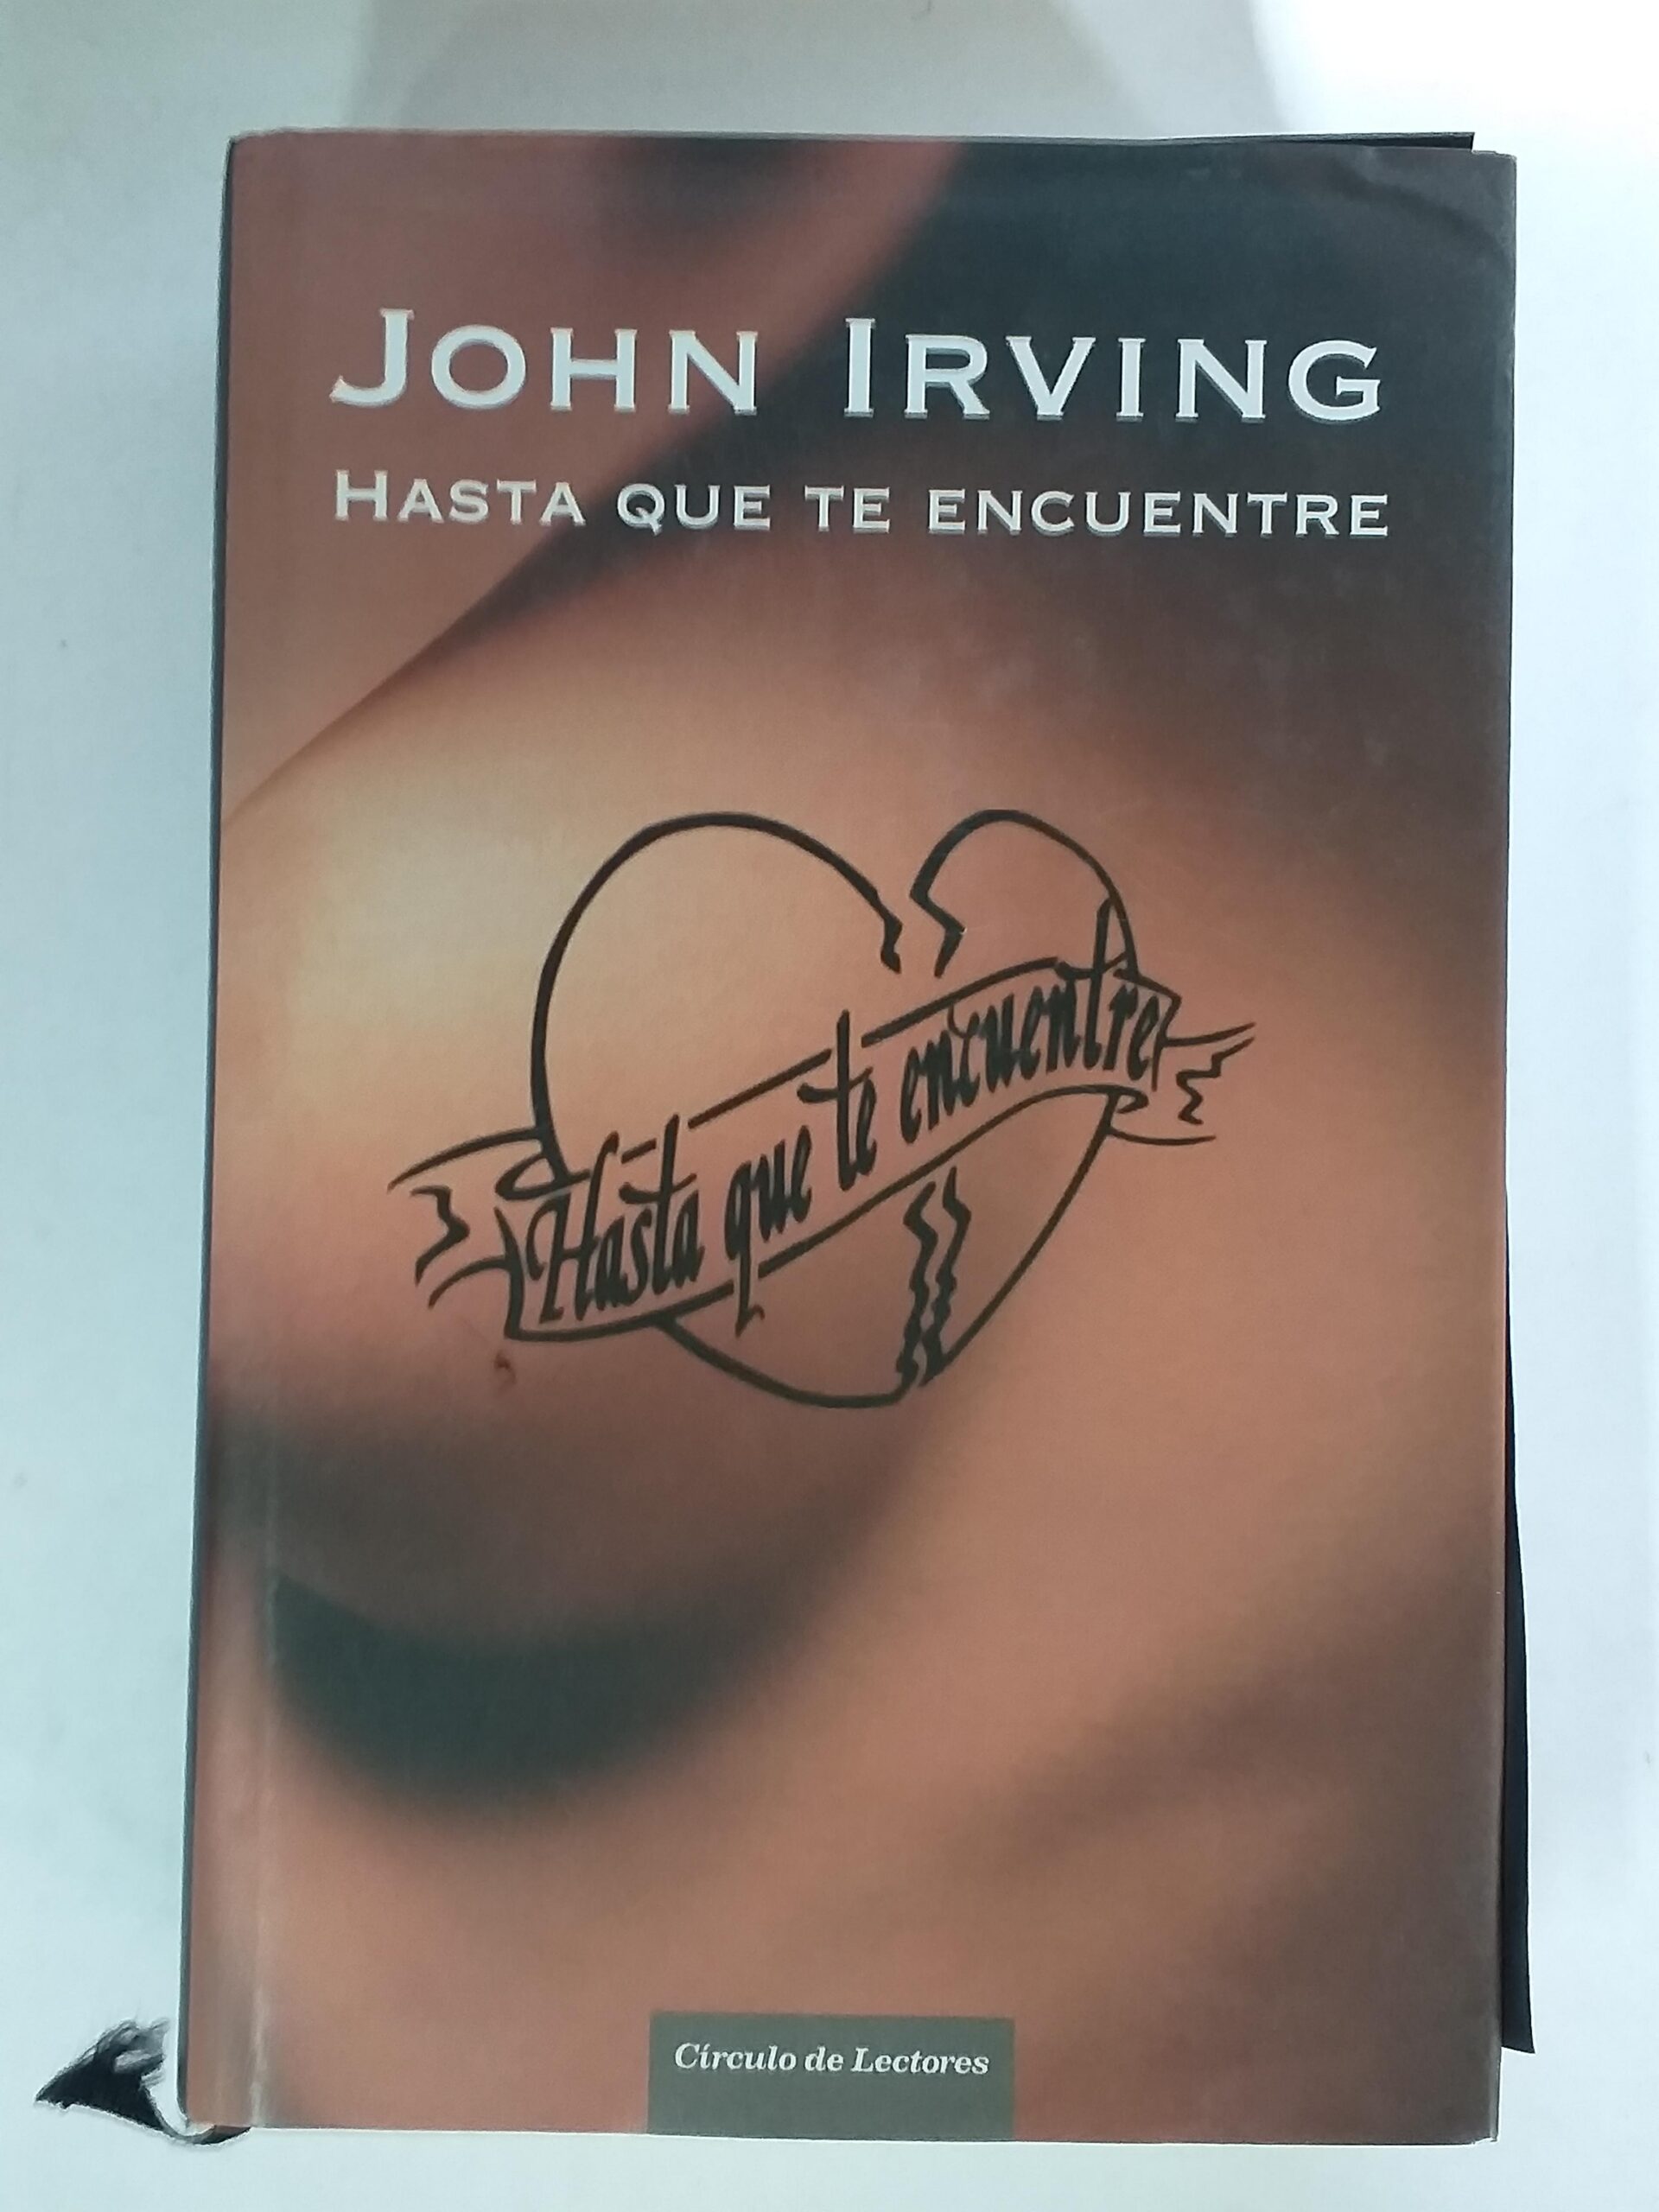 JOHN IRVING
HASTA QUE TE ENCUENTRE
Hasta que te encuentre
Círculo de Lectores